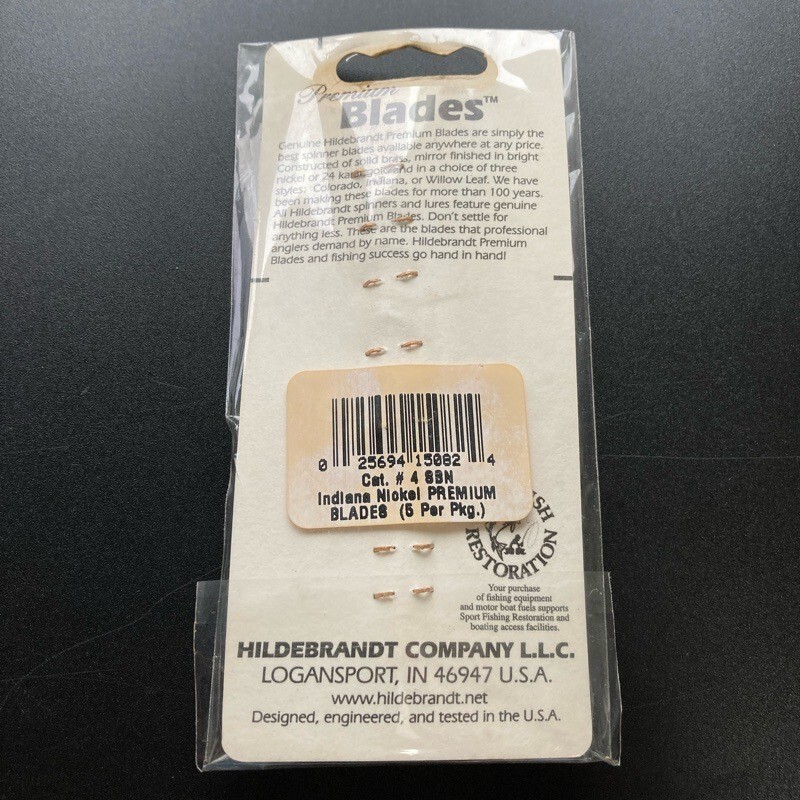 Premium
Blades™
Genuine Hildebrandt Premium Blades are simply the
best spinner blades available anywhere at any price.
Constructed of solid brass, mirror finished in bright
nickel or 24 karat gold and in a choice of three
styles: Colorado, Indiana, or Willow Leaf. We have
been making these blades for more than 100 years.
All Hildebrandt spinners and lures feature genuine
Hildebrandt Premium Blades. Don't settle for
anything less. These are the blades that professional
anglers demand by name. Hildebrandt Premium
Blades and fishing success go hand in hand!
0 25694 15082 4
Cat. # 4 SBN
Indiana Nickel PREMIUM
BLADES (5 Per Pkg.)
RESTORATION
Your purchase
of fishing equipment
and motor boat fuels supports
Sport Fishing Restoration and
boating access facilities.
HILDEBRANDT COMPANY L.L.C.
LOGANSPORT, IN 46947 U.S.A.
www.hildebrandt.net
Designed, engineered, and tested in the U.S.A.